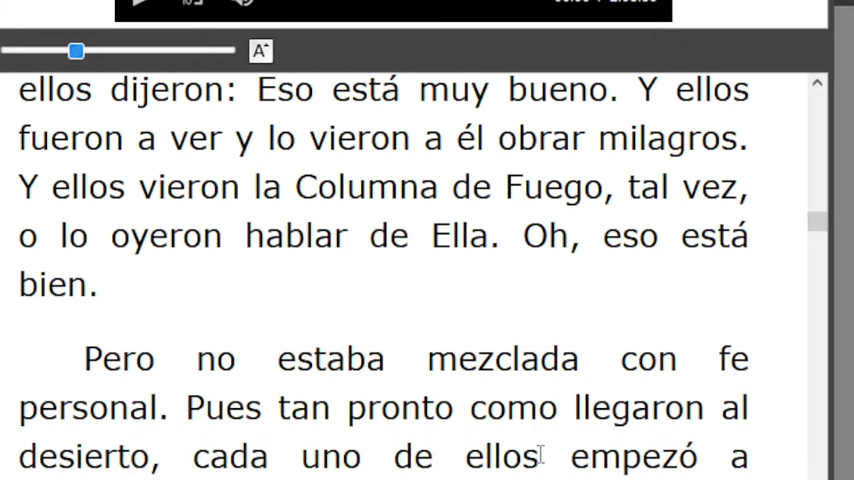 A
ellos dijeron: Eso está muy bueno. Y ellos
fueron a ver y lo vieron a él obrar milagros.
Y ellos vieron la Columna de Fuego, tal vez,
o lo oyeron hablar de Ella. Oh, eso está
bien.
Pero no estaba mezclada con fe
personal. Pues tan pronto como llegaron al
desierto, cada uno de ellos empezó a